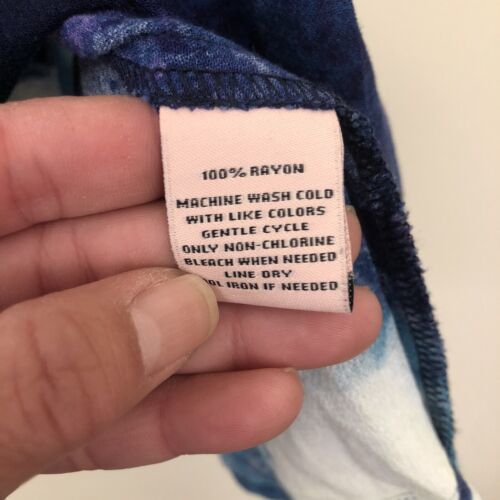 100% RAYON
MACHINE WASH COLD
WITH LIKE COLORS
GENTLE CYCLE
ONLY NON-CHLORINE
BLEACH WHEN NEEDED
LINE DRY
IRON IF NEEDED